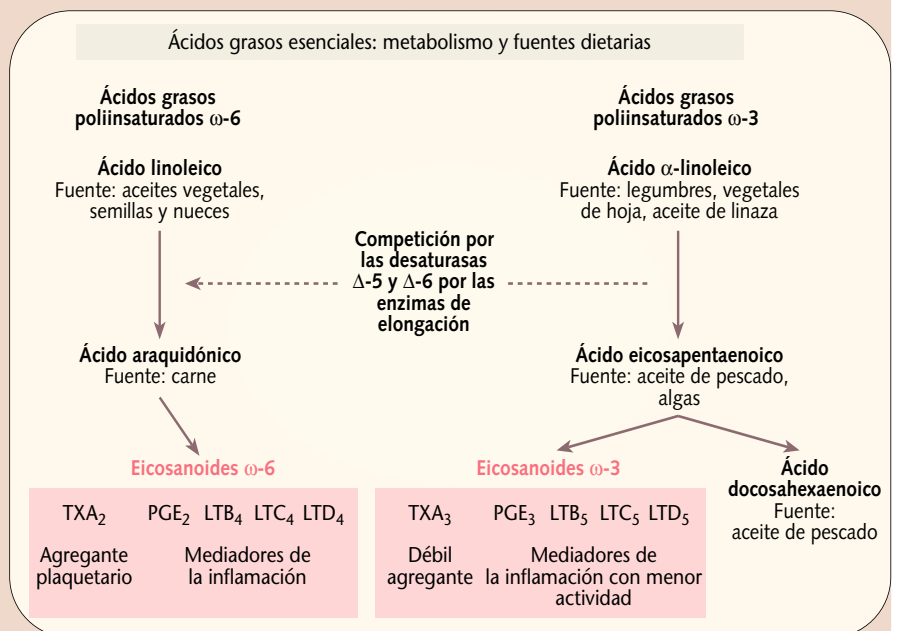 Ácidos grasos esenciales: metabolismo y fuentes dietarias
Ácidos grasos
poliinsaturados ω-6
Ácidos grasos
poliinsaturados ω-3
Ácido linoleico
Fuente: aceites vegetales,
semillas y nueces
Ácido α-linoleico
Fuente: legumbres, vegetales
de hoja, aceite de linaza
Competición por
las desaturasas
Δ-5 y Δ-6 por las
enzimas de
elongación
Ácido araquidónico
Fuente: carne
Ácido eicosapentaenoico
Fuente: aceite de pescado,
algas
Eicosanoides ω-6
Eicosanoides ω-3
Ácido
docosahexaenoico
Fuente:
aceite de pescado
TXA₂ PGE₂ LTB₄ LTC₄ LTD₄
Agregante
plaquetario
Mediadores de
la inflamación
TXA₃ PGE₃ LTB₅ LTC₅ LTD₅
Débil
agregante
Mediadores de
la inflamación con menor
actividad